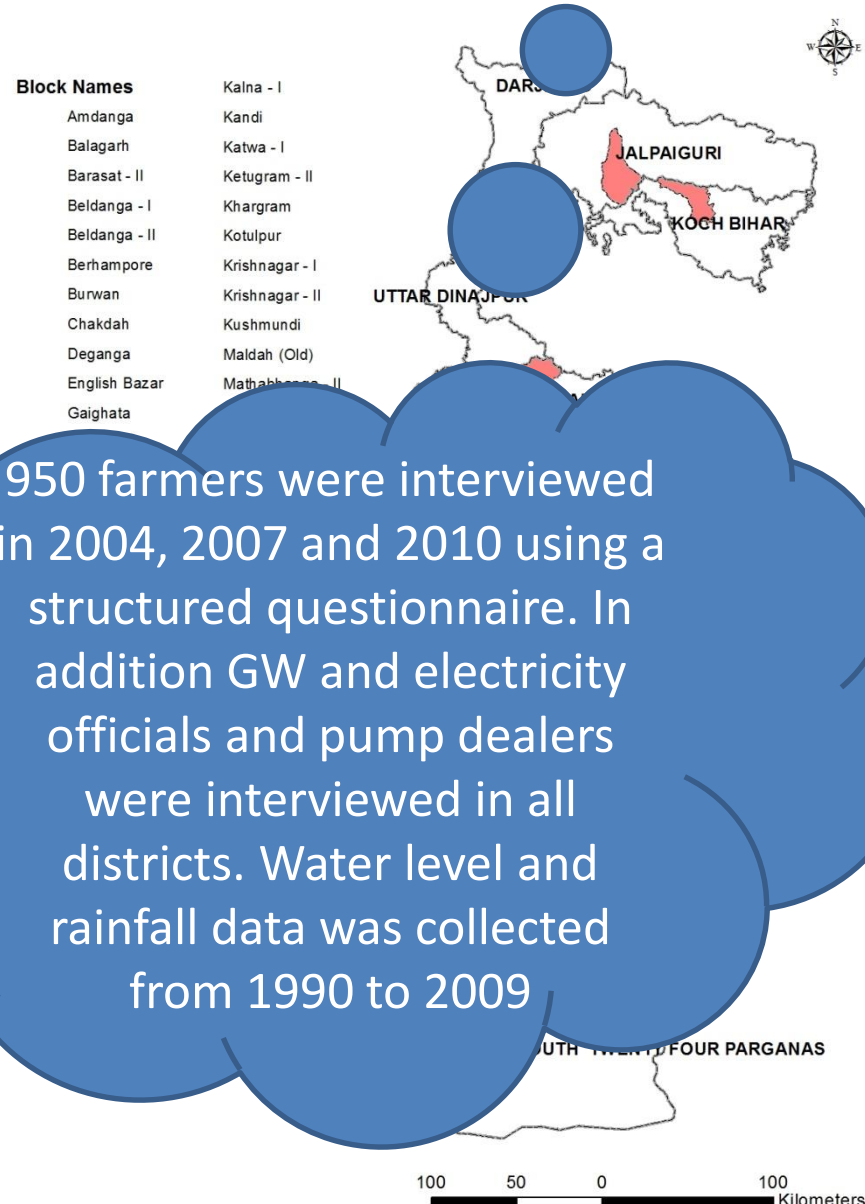 N
W E
S
Block Names
Amdanga
Balagarh
Barasat - II
Beldanga - I
Beldanga - II
Berhampore
Burwan
Chakdah
Deganga
English Bazar
Gaighata
Kalna - I
Kandi
Katwa - I
Ketugram - II
Khargram
Kotulpur
Krishnagar - I
Krishnagar - II
Kushmundi
Maldah (Old)
JALPAIGURI
KOCH BIHAR
UTTAR DINAJPUR
950 farmers were interviewed
in 2004, 2007 and 2010 using a
structured questionnaire. In
addition GW and electricity
officials and pump dealers
were interviewed in all
districts. Water level and
rainfall data was collected
from 1990 to 2009
FOUR PARGANAS
100 50 0 100
Kilometers